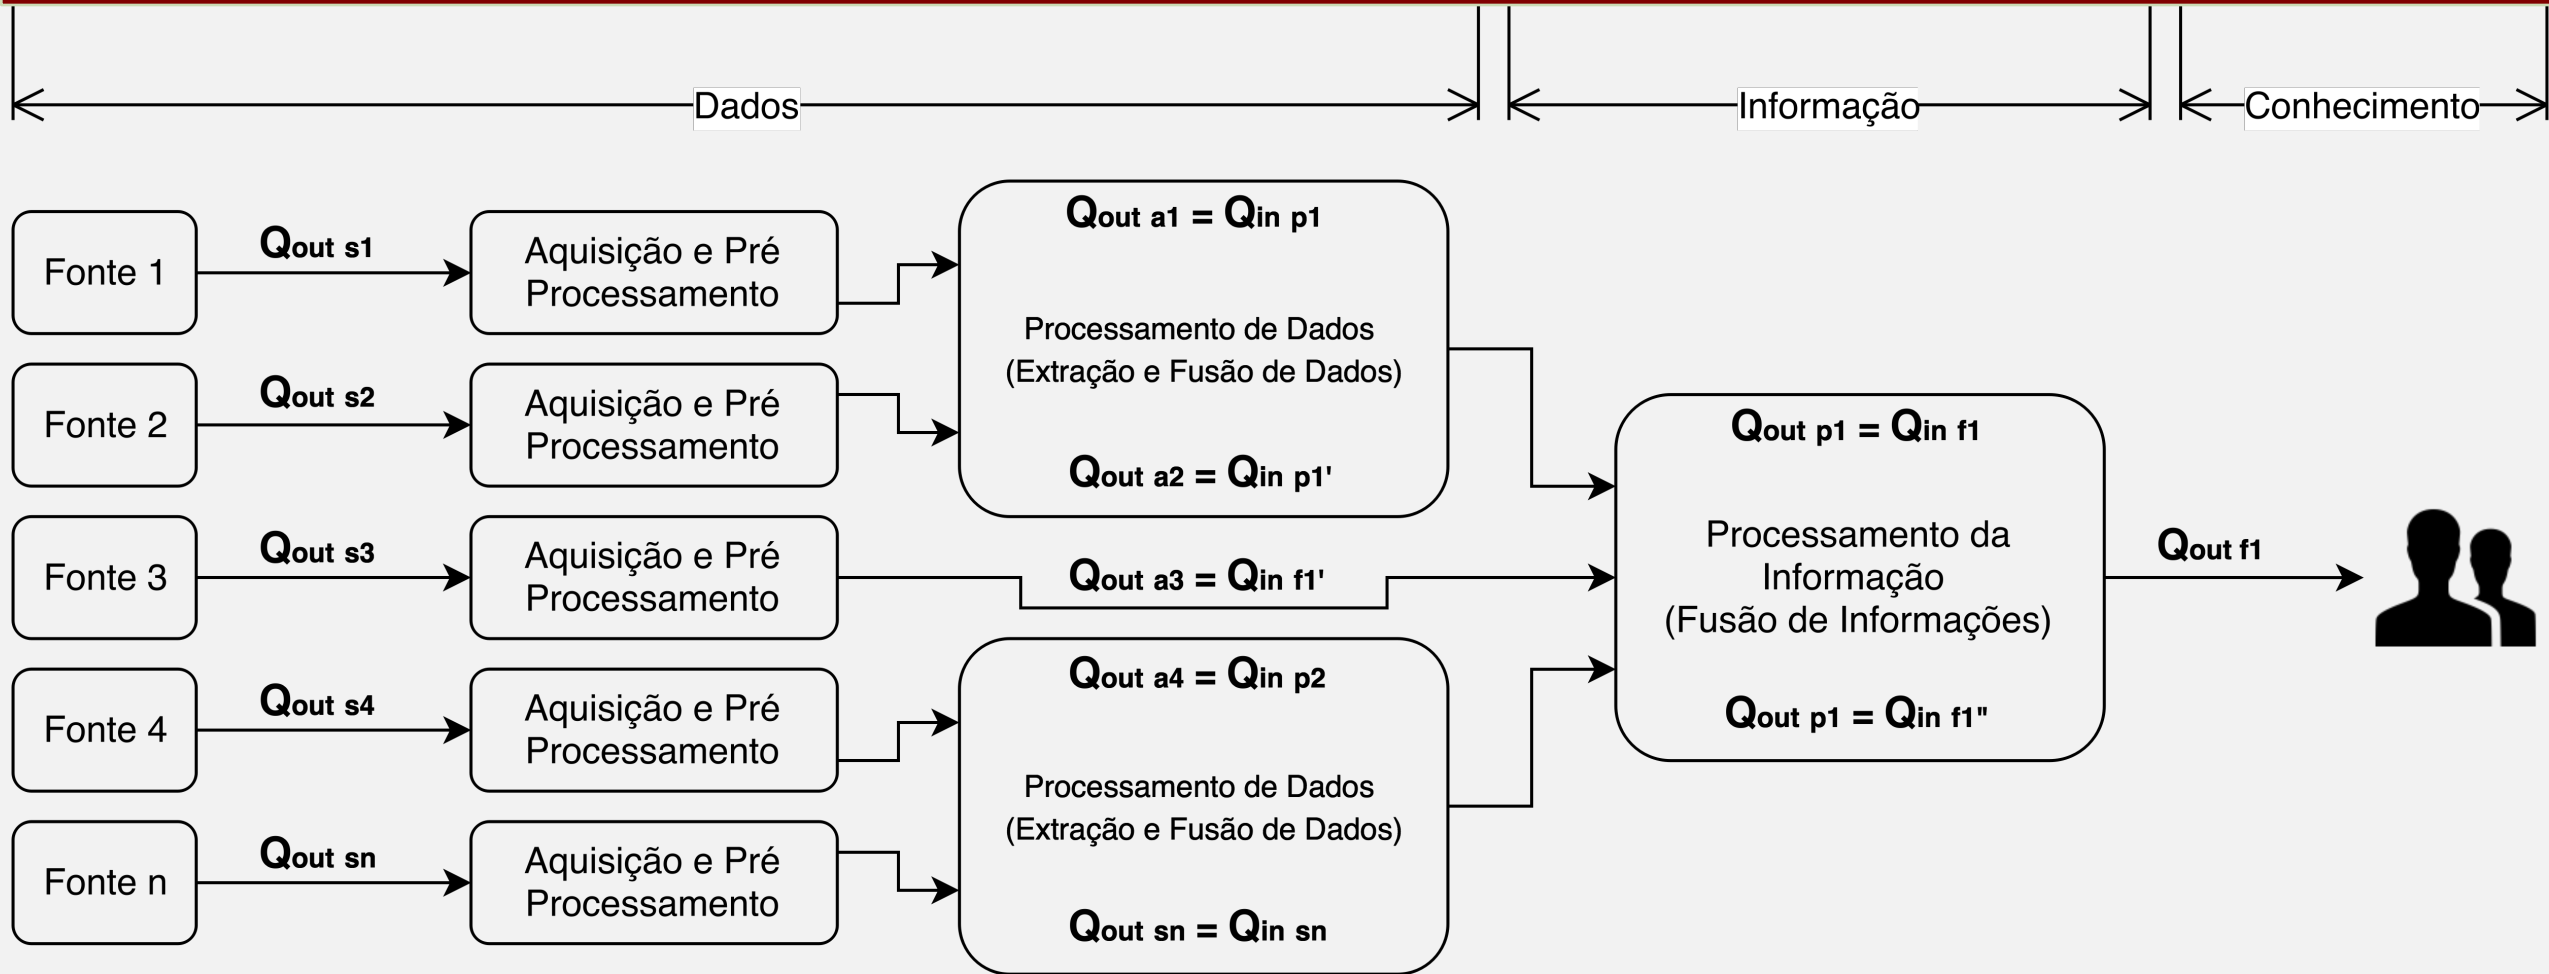 Dados
Informação
Conhecimento
Fonte 1
Qout s1
Aquisição e Pré
Processamento
Fonte 2
Qout s2
Aquisição e Pré
Processamento
Fonte 3
Qout s3
Aquisição e Pré
Processamento
Fonte 4
Qout s4
Aquisição e Pré
Processamento
Fonte n
Qout sn
Aquisição e Pré
Processamento
Qout a1 = Qin p1
Processamento de Dados
(Extração e Fusão de Dados)
Qout a2 = Qin p1'
Qout a3 = Qin f1'
Qout a4 = Qin p2
Processamento de Dados
(Extração e Fusão de Dados)
Qout sn = Qin sn
Qout p1 = Qin f1
Processamento da
Informação
(Fusão de Informações)
Qout p1 = Qin f1"
Qout f1